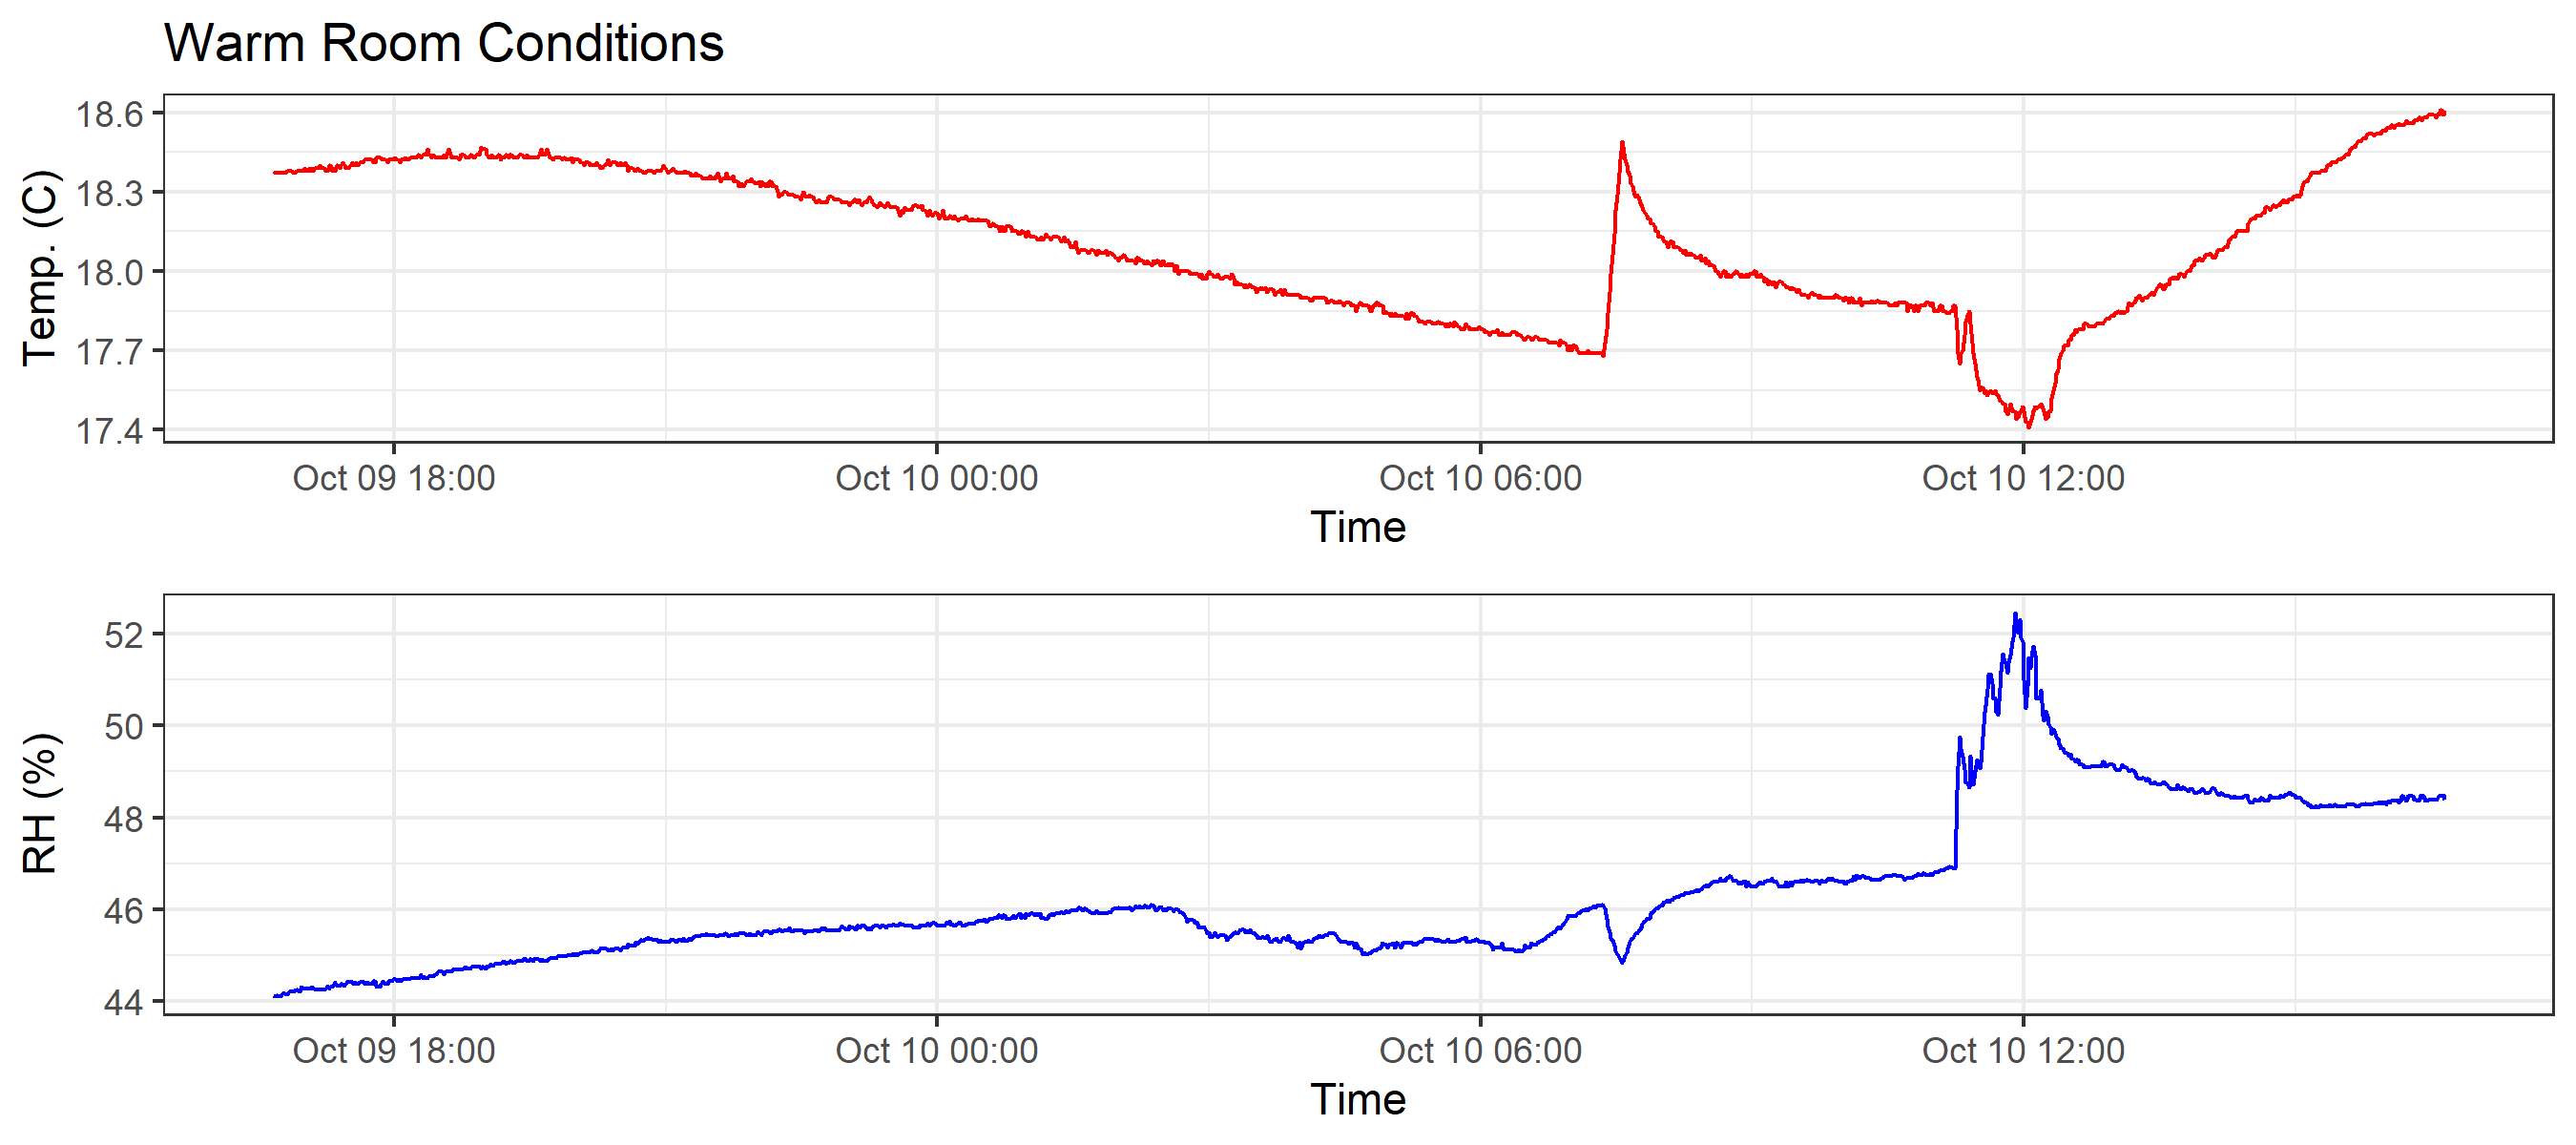 Warm Room Conditions
18.6
18.3
18.0
17.7
17.4
Temp. (C)
Oct 09 18:00 Oct 10 00:00 Oct 10 06:00 Oct 10 12:00
Time
52
50
48
46
44
RH (%)
Oct 09 18:00 Oct 10 00:00 Oct 10 06:00 Oct 10 12:00
Time